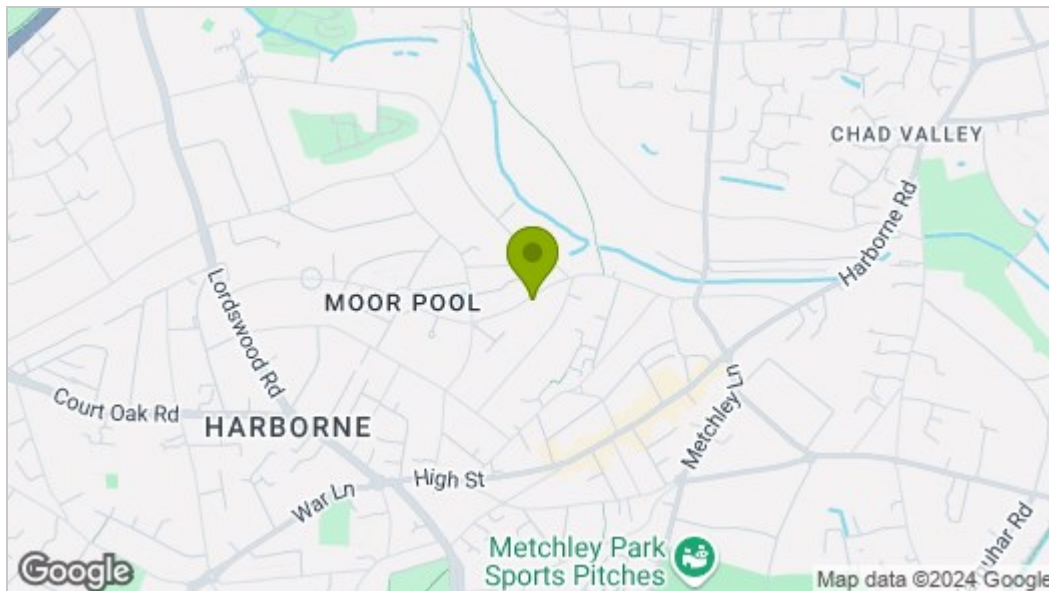 CHAD VALLEY
Harborne Rd
MOOR POOL
Lordswood Rd
Court Oak Rd
HARBORNE
Metchley Ln
High St
War Ln
Metchley Park
Sports Pitches
Google
Map data ©2024 Google